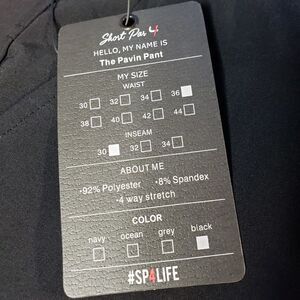 Short Par 4
HELLO, MY NAME IS
The Pavin Pant
MY SIZE
WAIST
30 32 34 36
38 40 42 44
INSEAM
30 32 34
ABOUT ME
•92% Polyester •8% Spandex
•4 way stretch
COLOR
navy ocean grey black
#SP4LIFE